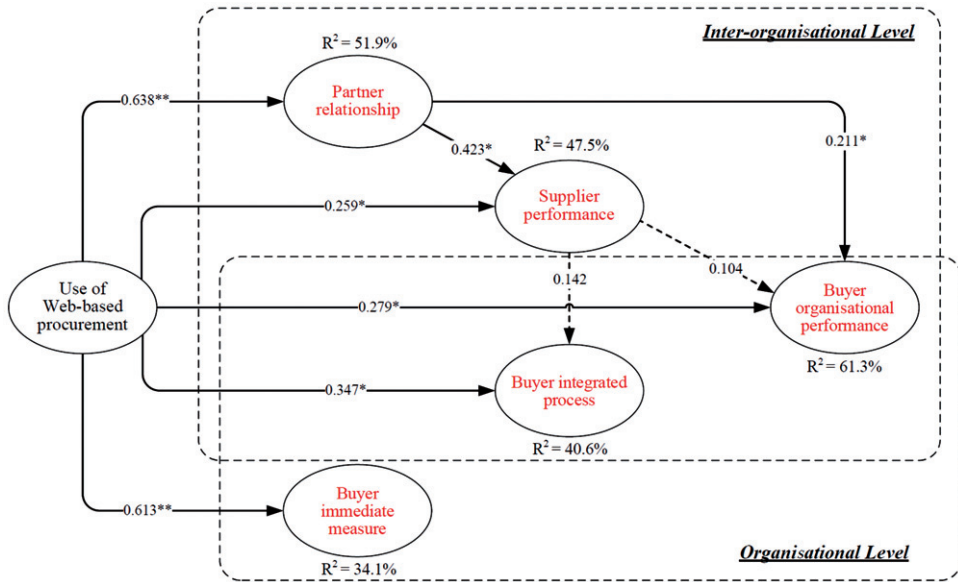 Inter-organisational Level
R² = 51.9%
Partner
relationship
0.638**
0.423*
R² = 47.5%
0.211*
Supplier
performance
0.259*
0.104
0.142
Use of
Web-based
procurement
0.279*
Buyer
organisational
performance
R² = 61.3%
Buyer integrated
process
0.347*
R² = 40.6%
Buyer
immediate
measure
0.613**
R² = 34.1%
Organisational Level